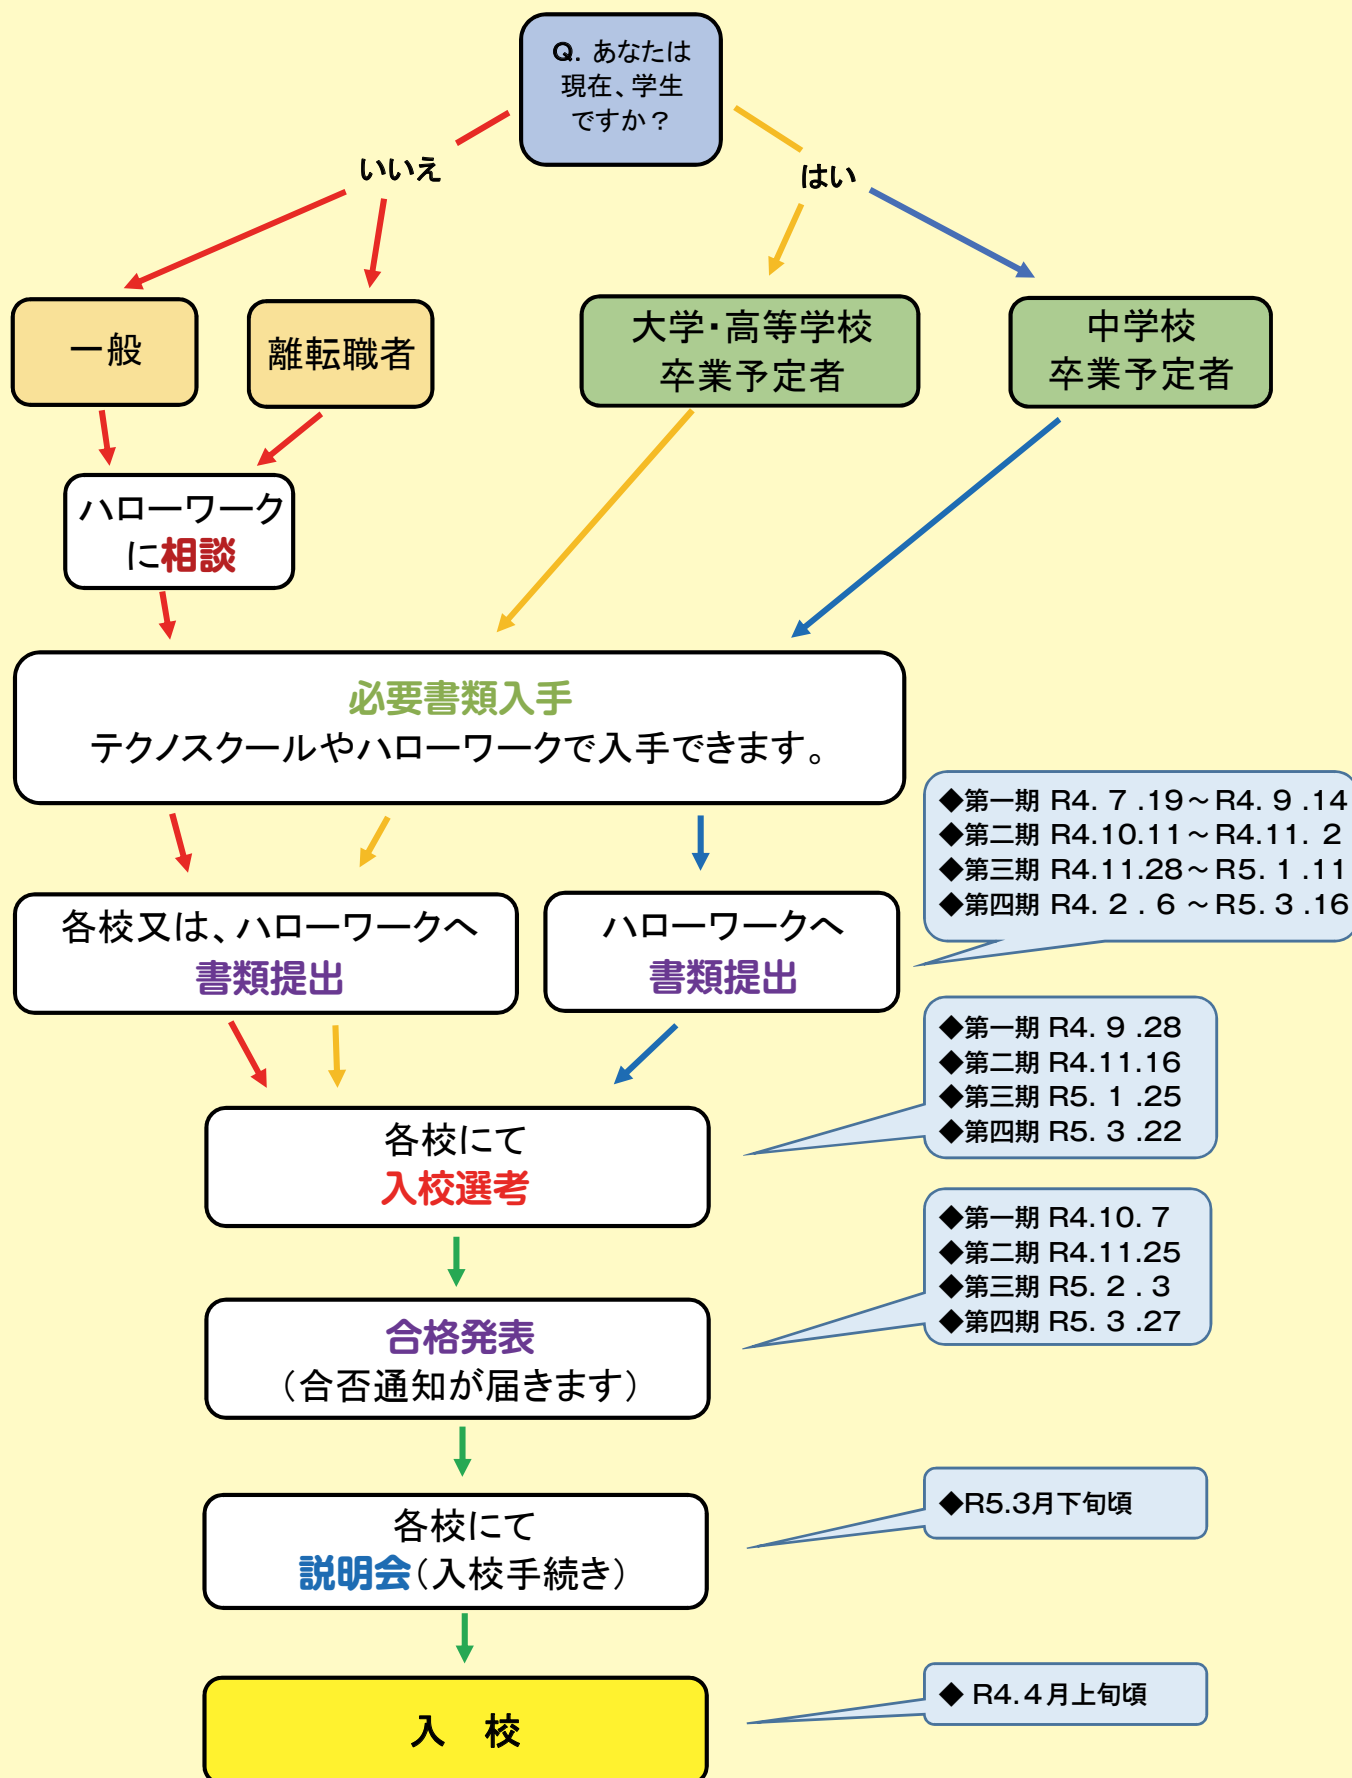 Q. あなたは
現在、学生
ですか？
いいえ
はい
一般
離転職者
大学・高等学校
卒業予定者
中学校
卒業予定者
ハローワーク
に相談
必要書類入手
テクノスクールやハローワークで入手できます。
◆第一期 R4. 7 .19～R4. 9 .14
◆第二期 R4.10.11～R4.11. 2
◆第三期 R4.11.28～R5. 1 .11
◆第四期 R4. 2 . 6 ～R5. 3 .16
各校又は、ハローワークへ
書類提出
ハローワークへ
書類提出
◆第一期 R4. 9 .28
◆第二期 R4.11.16
◆第三期 R5. 1 .25
◆第四期 R5. 3 .22
各校にて
入校選考
◆第一期 R4.10. 7
◆第二期 R4.11.25
◆第三期 R5. 2 . 3
◆第四期 R5. 3 .27
合格発表
（合否通知が届きます）
◆R5.3月下旬頃
各校にて
説明会（入校手続き）
◆ R4.4月上旬頃
入　校